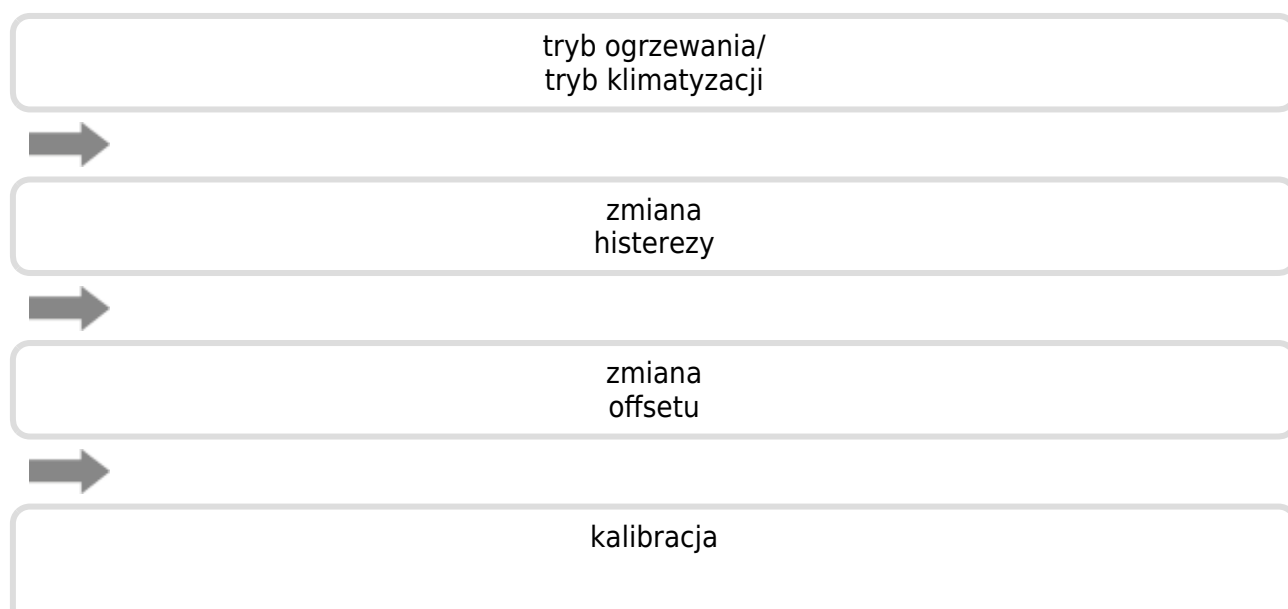 tryb ogrzewania/
tryb klimatyzacji
zmiana
histerezy
zmiana
offsetu
kalibracja